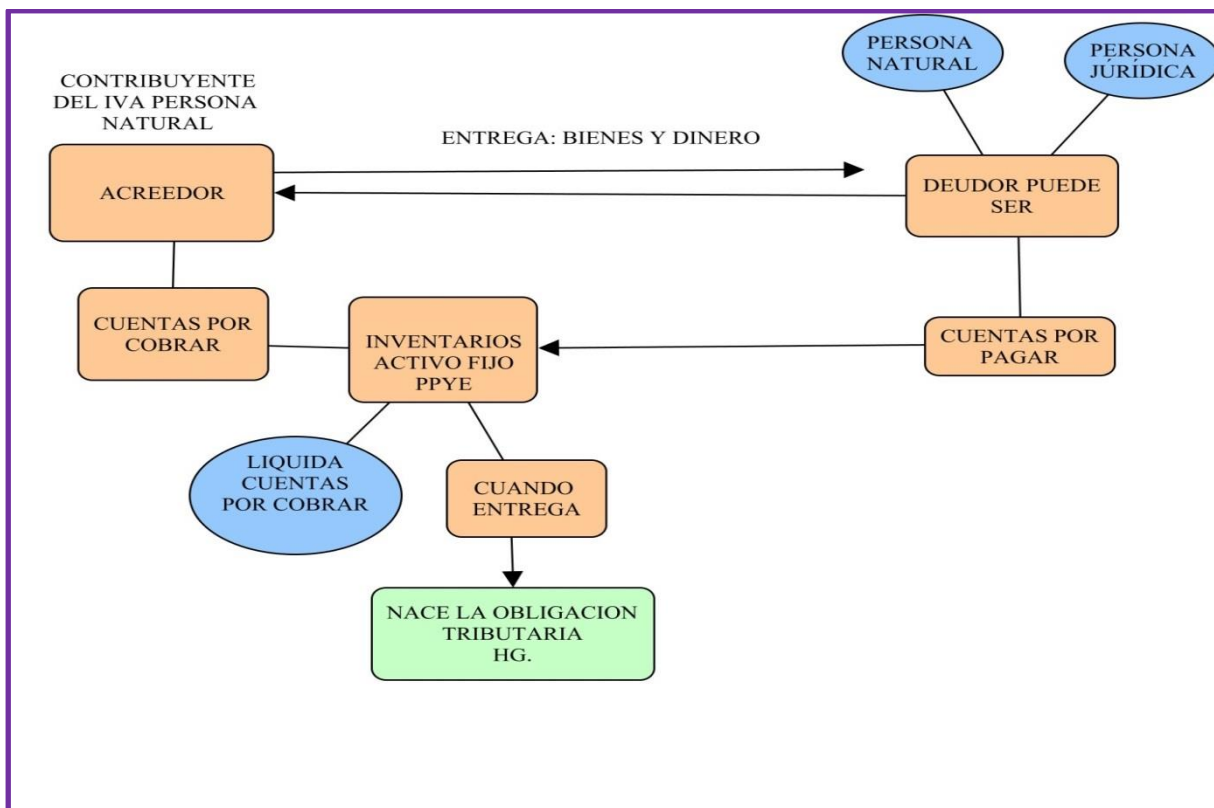 PERSONA
NATURAL
PERSONA
JÚRÍDICA
CONTRIBUYENTE
DEL IVA PERSONA
NATURAL
ENTREGA: BIENES Y DINERO
ACREEDOR
DEUDOR PUEDE
SER
CUENTAS POR
COBRAR
INVENTARIOS
ACTIVO FIJO
PPYE
CUENTAS POR
PAGAR
LIQUIDA
CUENTAS
POR COBRAR
CUANDO
ENTREGA
NACE LA OBLIGACION
TRIBUTARIA
HG.